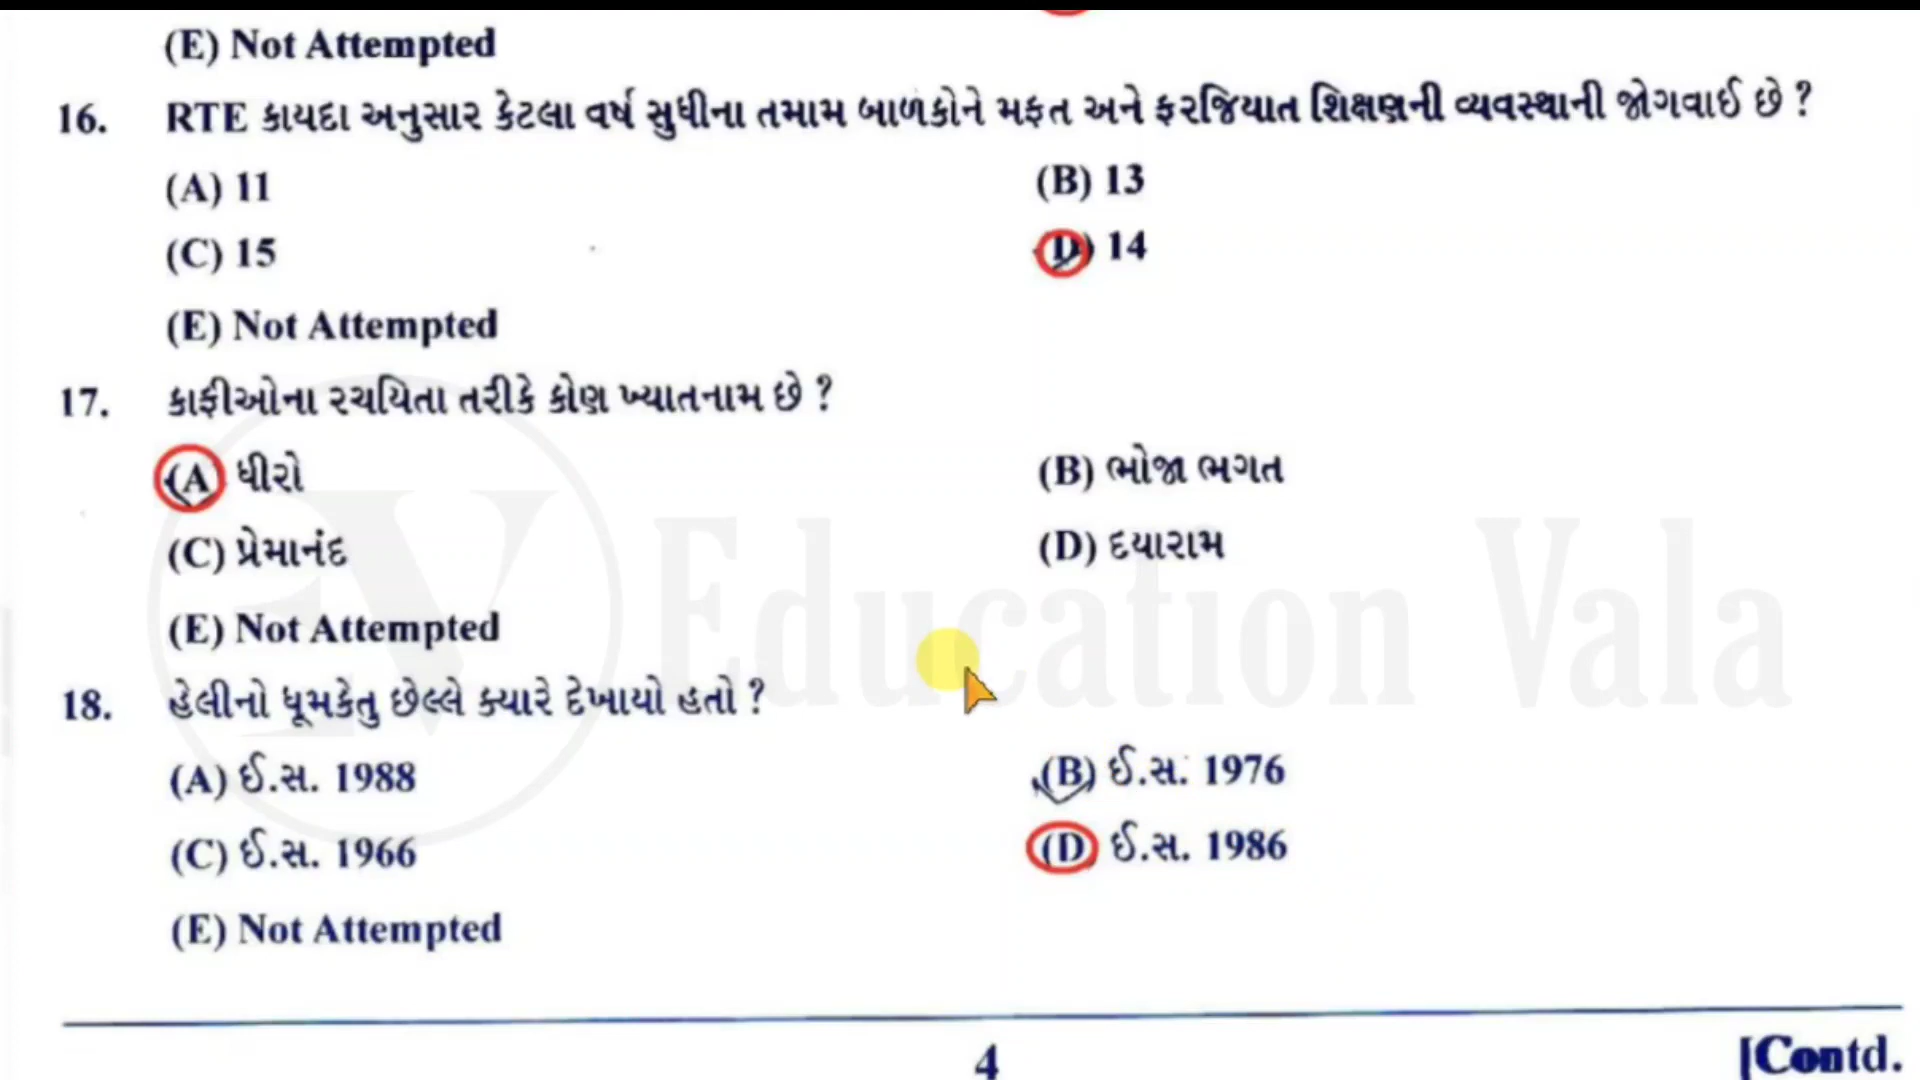 (E) Not Attempted
16. RTE કાયદા અનુસાર કેટલા વર્ષ સુધીના તમામ બાળકોને મફત અને ફરજિયાત શિક્ષણની વ્યવસ્થાની જોગવાઈ છે ?
(A) 11 (B) 13
(C) 15 (D) 14
(E) Not Attempted
17. કાફીઓના રચયિતા તરીકે કોણ ખ્યાતનામ છે ?
(A) ધીરો (B) ભોજા ભગત
(C) પ્રેમાનંદ (D) દયારામ
(E) Not Attempted
Education Vala
18. હેલીનો ધૂમકેતુ છેલ્લે ક્યારે દેખાયો હતો ?
(A) ઈ.સ. 1988 (B) ઈ.સ. 1976
(C) ઈ.સ. 1966 (D) ઈ.સ. 1986
(E) Not Attempted
4 [Contd.